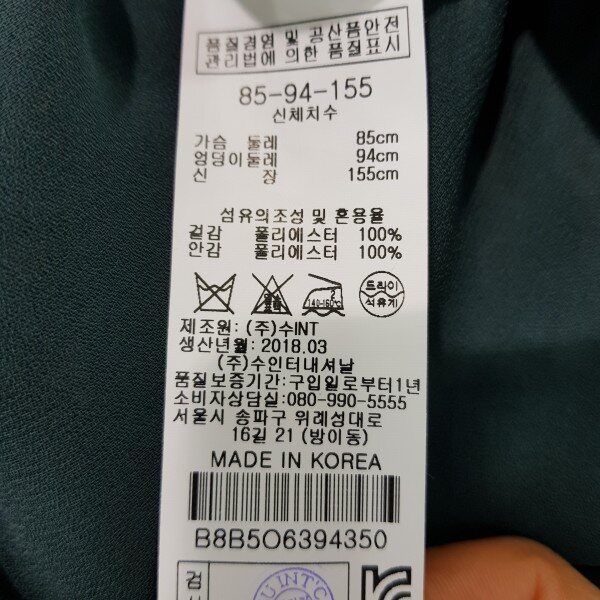 품질경영 및 공산품안전
관리법에 의한 품질표시
85-94-155
신체치수
가슴 둘레 85cm
엉덩이둘레 94cm
신 장 155cm
섬유의조성 및 혼용율
겉감 폴리에스터 100%
안감 폴리에스터 100%
2
140-160℃
드라이
석유계
제조원: (주)수INT
생산년월: 2018.03
(주)수인터내셔날
품질보증기간:구입일로부터1년
소비자상담실:080-990-5555
서울시 송파구 위례성대로
16길 21 (방이동)
MADE IN KOREA
B8B5O6394350
검
U INT'C